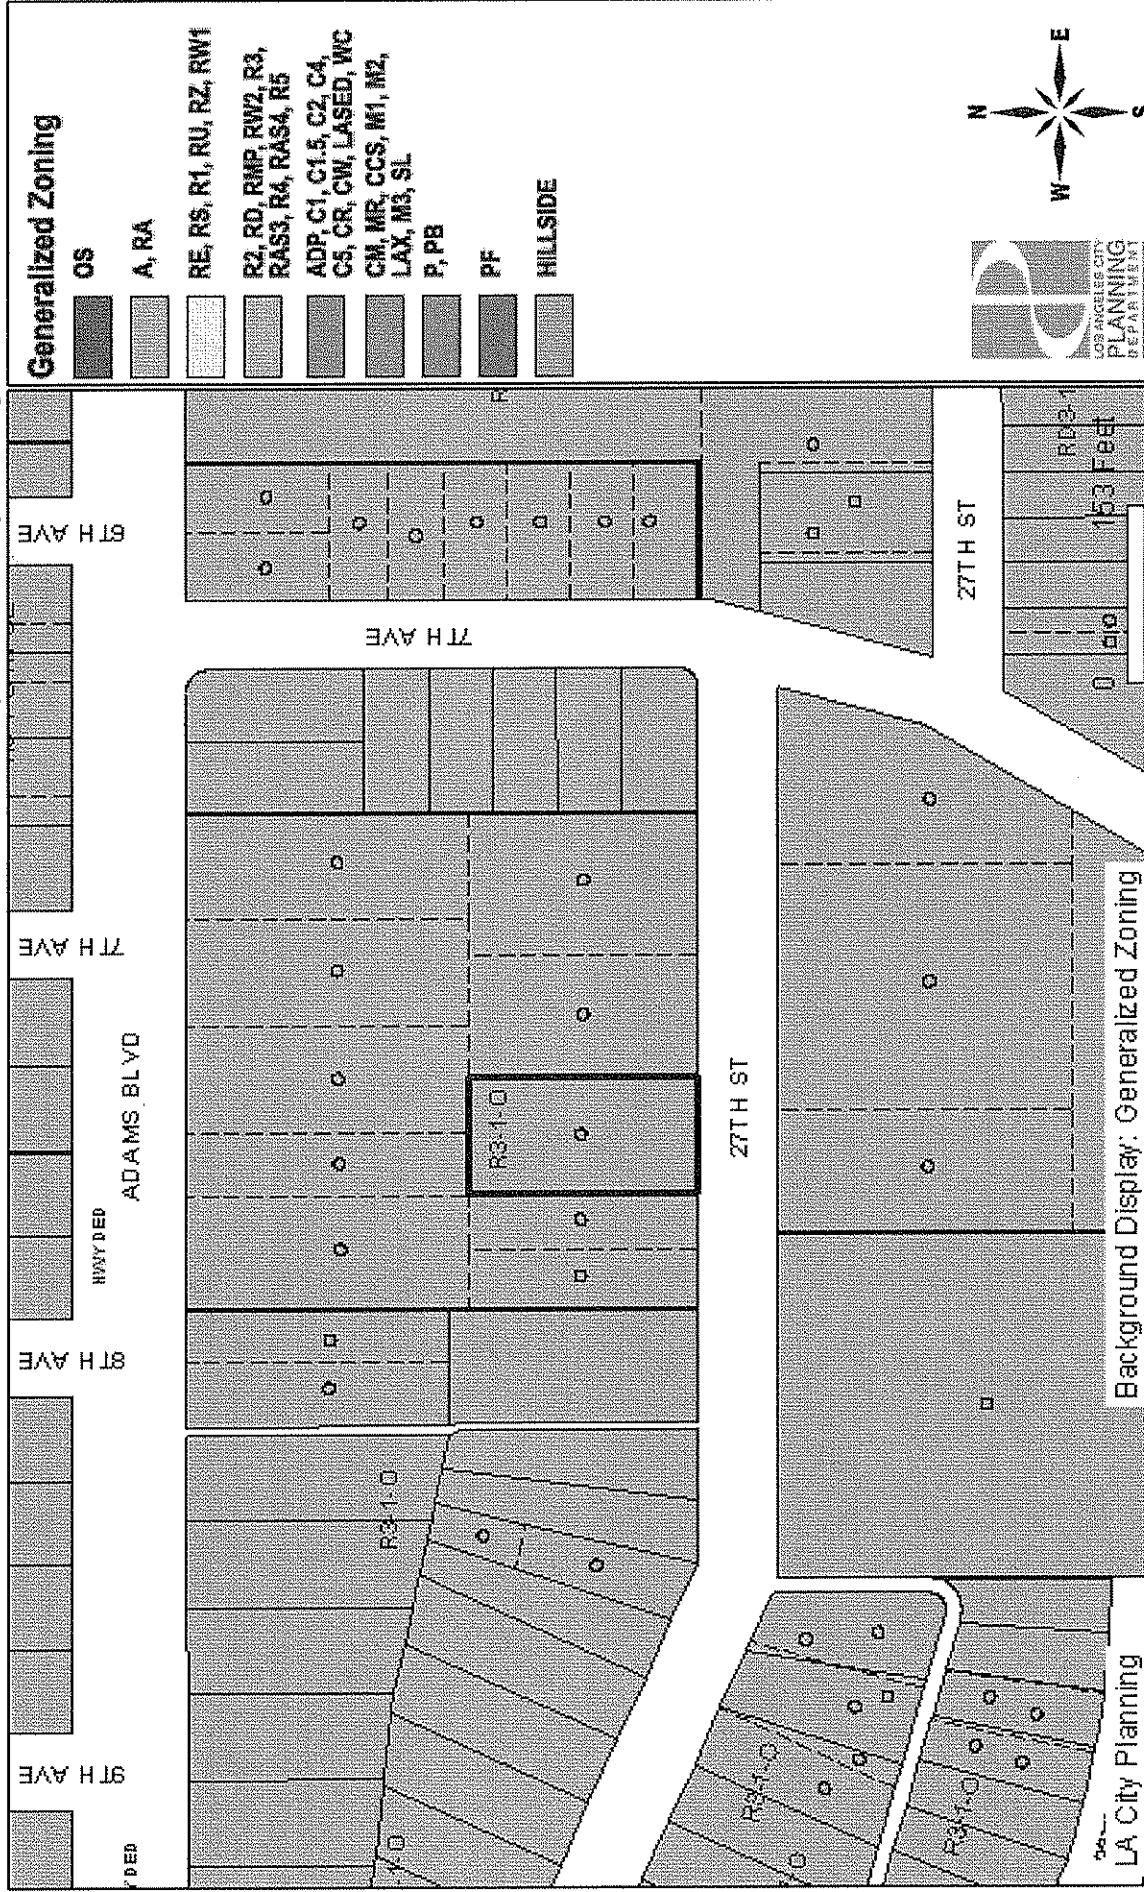 Generalized Zoning
OS
A, RA
RE, RS, R1, RU, RZ, RW1
R2, RD, RMP, RW2, R3,
RAS3, R4, RAS4, R5
ADP, C1, C1.5, C2, C4,
C5, CR, CW, LASED, WC
CM, MR, CCS, M1, M2,
LAX, M3, SL
P, PB
PF
HILLSIDE
N
W
E
S
LOS ANGELES CITY
PLANNING
DEPARTMENT
9TH AVE
8TH AVE
7TH AVE
6TH AVE
HWY DED
ADAMS BLVD
7TH AVE
R3-1-O
R3-1-O
27TH ST
27TH ST
R3-1-O
R3-1-O
RD3-1
0
153 Feet
LA City Planning
Background Display: Generalized Zoning